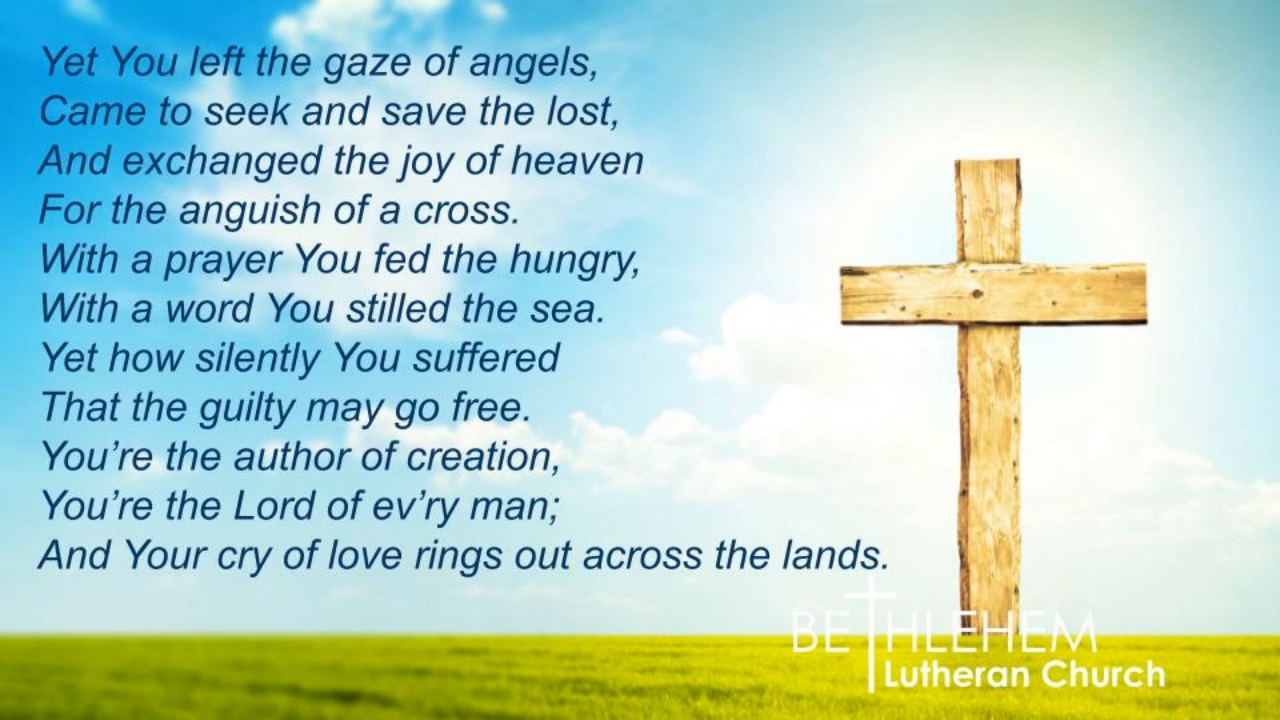 Yet You left the gaze of angels,
Came to seek and save the lost,
And exchanged the joy of heaven
For the anguish of a cross.
With a prayer You fed the hungry,
With a word You stilled the sea.
Yet how silently You suffered
That the guilty may go free.
You’re the author of creation,
You’re the Lord of ev’ry man;
And Your cry of love rings out across the lands.
BETHLEHEM
Lutheran Church